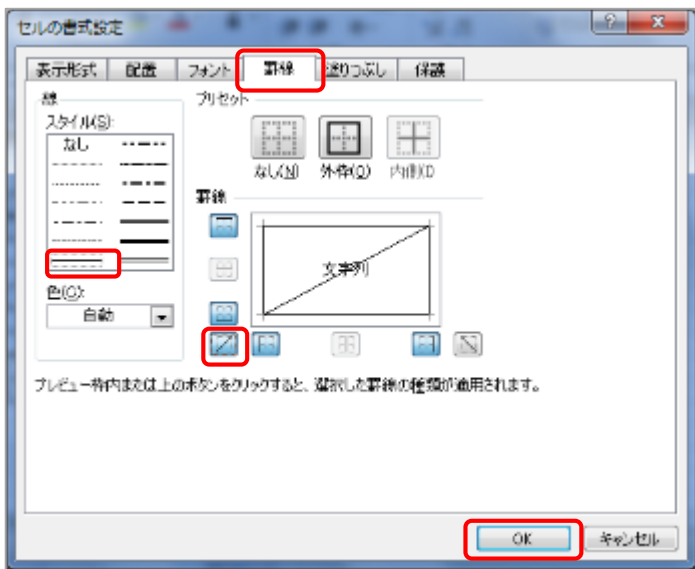 セルの書式設定
表示形式 配置 フォント 罫線 塗りつぶし 保護
線
スタイル(S):
なし
プリセット
なし(N) 外枠(O) 内側(I)
罫線
文字列
色(C):
自動
プレビュー枠内または上のボタンをクリックすると、選択した罫線の種類が適用されます。
OK キャンセル